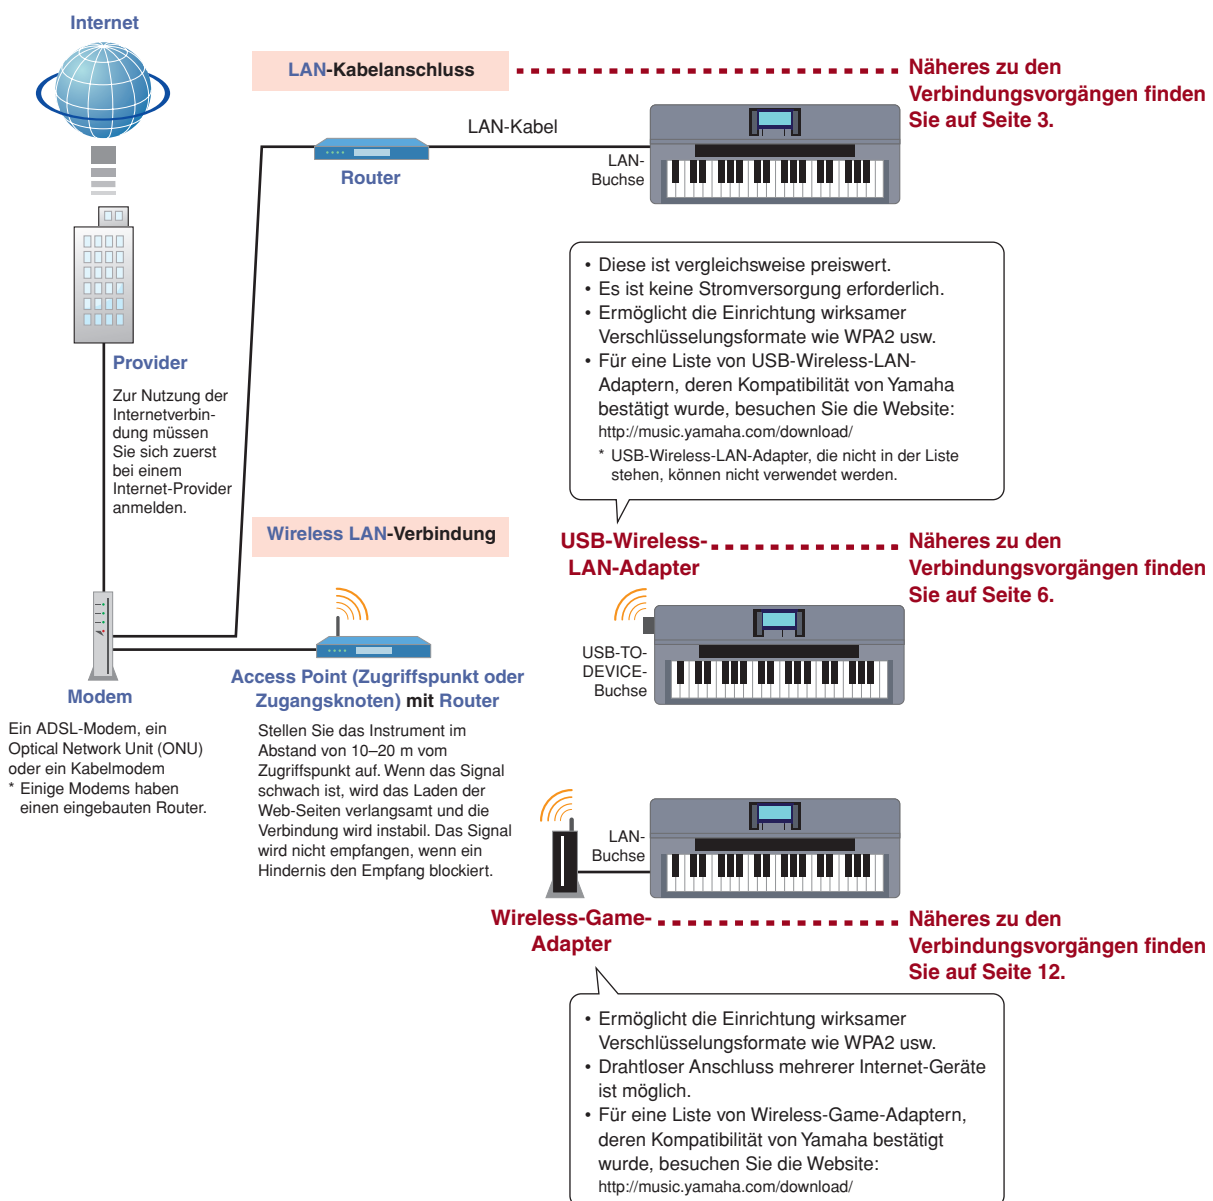 Internet
LAN-Kabelanschluss
Näheres zu den
Verbindungsvorgängen finden
Sie auf Seite 3.
LAN-Kabel
Router
LAN-
Buchse
• Diese ist vergleichsweise preiswert.
• Es ist keine Stromversorgung erforderlich.
• Ermöglicht die Einrichtung wirksamer
Verschlüsselungsformate wie WPA2 usw.
• Für eine Liste von USB-Wireless-LAN-
Adaptern, deren Kompatibilität von Yamaha
bestätigt wurde, besuchen Sie die Website:
http://music.yamaha.com/download/
* USB-Wireless-LAN-Adapter, die nicht in der Liste
stehen, können nicht verwendet werden.
Provider
Zur Nutzung der
Internetverbin-
dung müssen
Sie sich zuerst
bei einem
Internet-Provider
anmelden.
Wireless LAN-Verbindung
USB-Wireless-
LAN-Adapter
Näheres zu den
Verbindungsvorgängen finden
Sie auf Seite 6.
USB-TO-
DEVICE-
Buchse
Modem
Ein ADSL-Modem, ein
Optical Network Unit (ONU)
oder ein Kabelmodem
* Einige Modems haben
einen eingebauten Router.
Access Point (Zugriffspunkt oder
Zugangsknoten) mit Router
Stellen Sie das Instrument im
Abstand von 10–20 m vom
Zugriffspunkt auf. Wenn das Signal
schwach ist, wird das Laden der
Web-Seiten verlangsamt und die
Verbindung wird instabil. Das Signal
wird nicht empfangen, wenn ein
Hindernis den Empfang blockiert.
LAN-
Buchse
Wireless-Game-
Adapter
Näheres zu den
Verbindungsvorgängen finden
Sie auf Seite 12.
• Ermöglicht die Einrichtung wirksamer
Verschlüsselungsformate wie WPA2 usw.
• Drahtloser Anschluss mehrerer Internet-Geräte
ist möglich.
• Für eine Liste von Wireless-Game-Adaptern,
deren Kompatibilität von Yamaha bestätigt
wurde, besuchen Sie die Website:
http://music.yamaha.com/download/